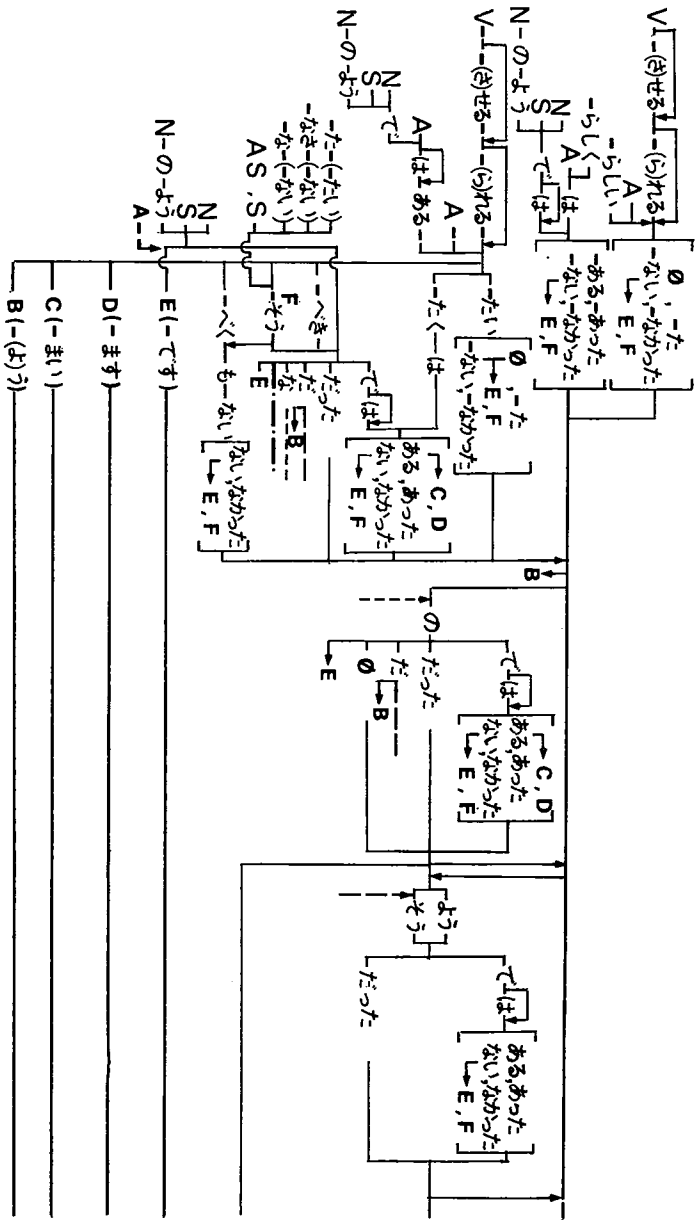 V -(さ)せる -(ら)れる
A
-らしい
Ø, -た
-ない, -なかった
E, F
-らしく
A
は
N
S
で
は
N-の-よう
-ある, -あった
-ない, -なかった
E, F
V -(さ)せる -(ら)れる
A
A
は
ある
N
S
で
N-の-よう
-たい
Ø, -た
-ない, -なかった
E, F
-たく
は
-た-(たい)
-なさ-(ない)
-な-(ない)
AS, S
N
S
N-の-よう
A
-べき
F
-そう
-べく
も
ない
で
は
ある, あった
ない, なかった
C, D
E, F
だった
だ
B
な
E
ない, なかった
E, F
B
の
で
は
ある, あった
ない, なかった
C, D
E, F
だった
だ
B
Ø
E
よう
そう
で
は
ある, あった
ない, なかった
E, F
だった
E (-です)
D (-ます)
C (-まい)
B (-(よ)う)